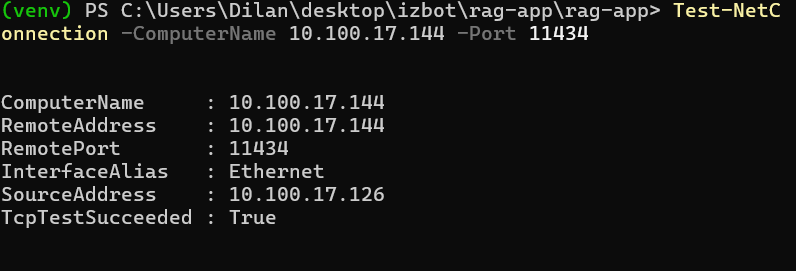 (venv) PS C:\Users\Dilan\desktop\izbot\rag-app\rag-app> Test-NetC
onnection -ComputerName 10.100.17.144 -Port 11434
ComputerName     : 10.100.17.144
RemoteAddress    : 10.100.17.144
RemotePort       : 11434
InterfaceAlias   : Ethernet
SourceAddress    : 10.100.17.126
TcpTestSucceeded : True